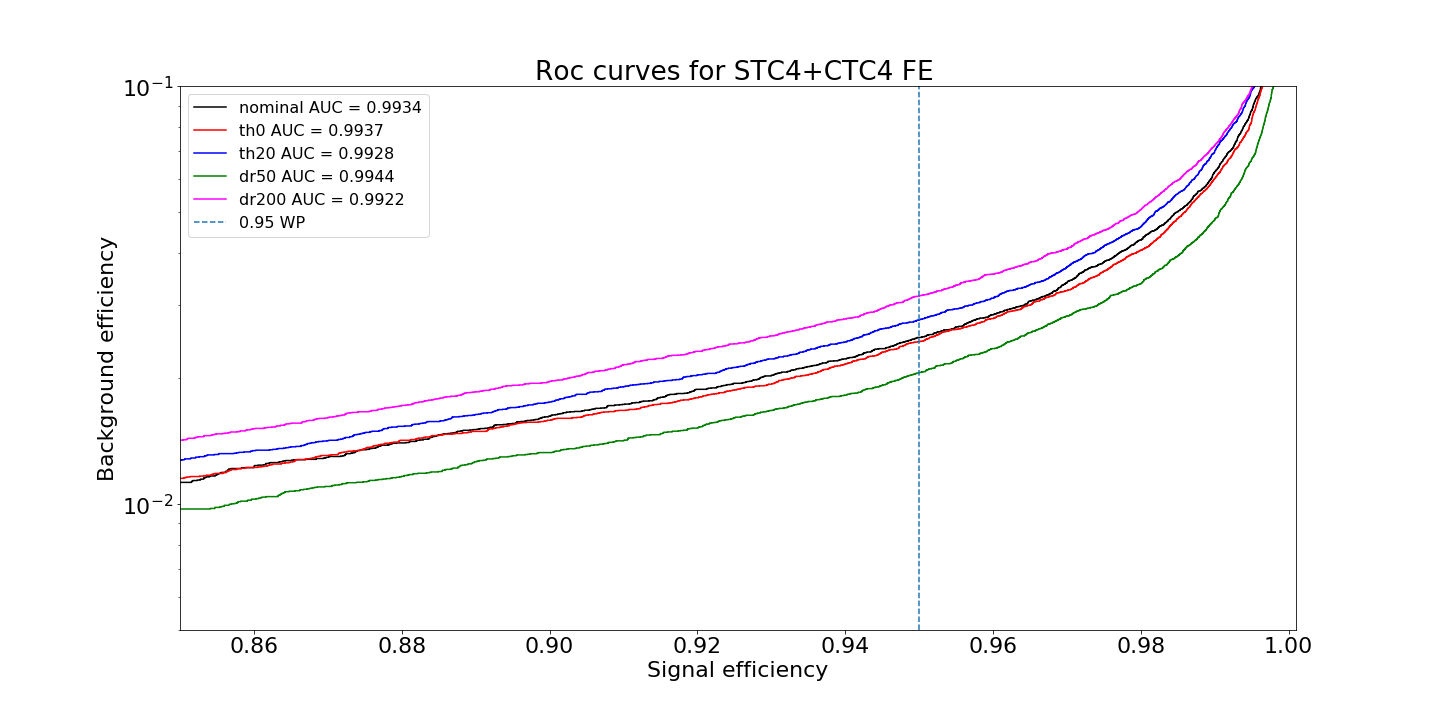 Roc curves for STC4+CTC4 FE
10⁻¹
nominal AUC = 0.9934
th0 AUC = 0.9937
th20 AUC = 0.9928
dr50 AUC = 0.9944
dr200 AUC = 0.9922
0.95 WP
Background efficiency
10⁻²
0.86 0.88 0.90 0.92 0.94 0.96 0.98 1.00
Signal efficiency